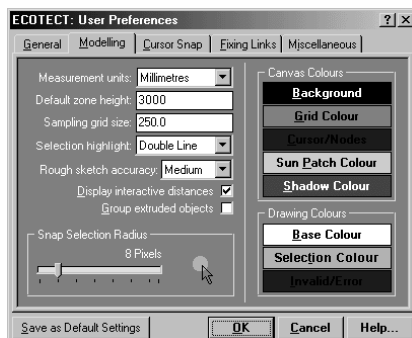 ECOTECT: User Preferences
General Modelling Cursor Snap Fixing Links Miscellaneous
Measurement units: Millimetres
Default zone height: 3000
Sampling grid size: 250.0
Selection highlight: Double Line
Rough sketch accuracy: Medium
Display interactive distances
Group extruded objects
Snap Selection Radius
8 Pixels
Canvas Colours
Background
Grid Colour
Cursor/Nodes
Sun Patch Colour
Shadow Colour
Drawing Colours
Base Colour
Selection Colour
Invalid/Error
Save as Default Settings OK Cancel Help...